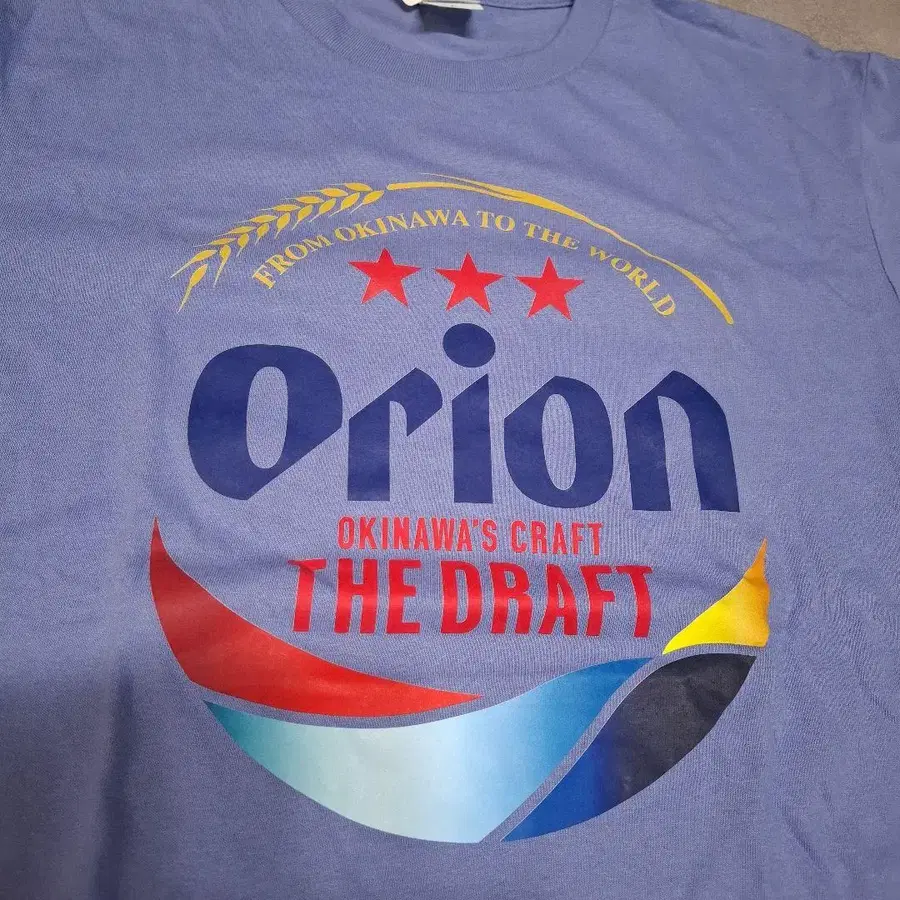 FROM OKINAWA TO THE WORLD
Orion
OKINAWA'S CRAFT
THE DRAFT